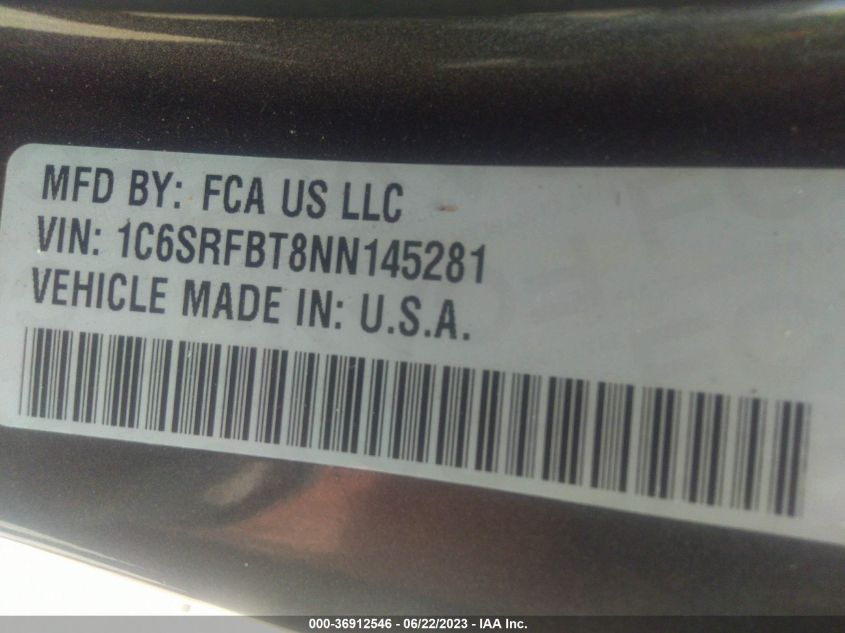 MFD BY: FCA US LLC
VIN: 1C6SRFBT8NN145281
VEHICLE MADE IN: U.S.A.
000-36912546 - 06/22/2023 - IAA Inc.